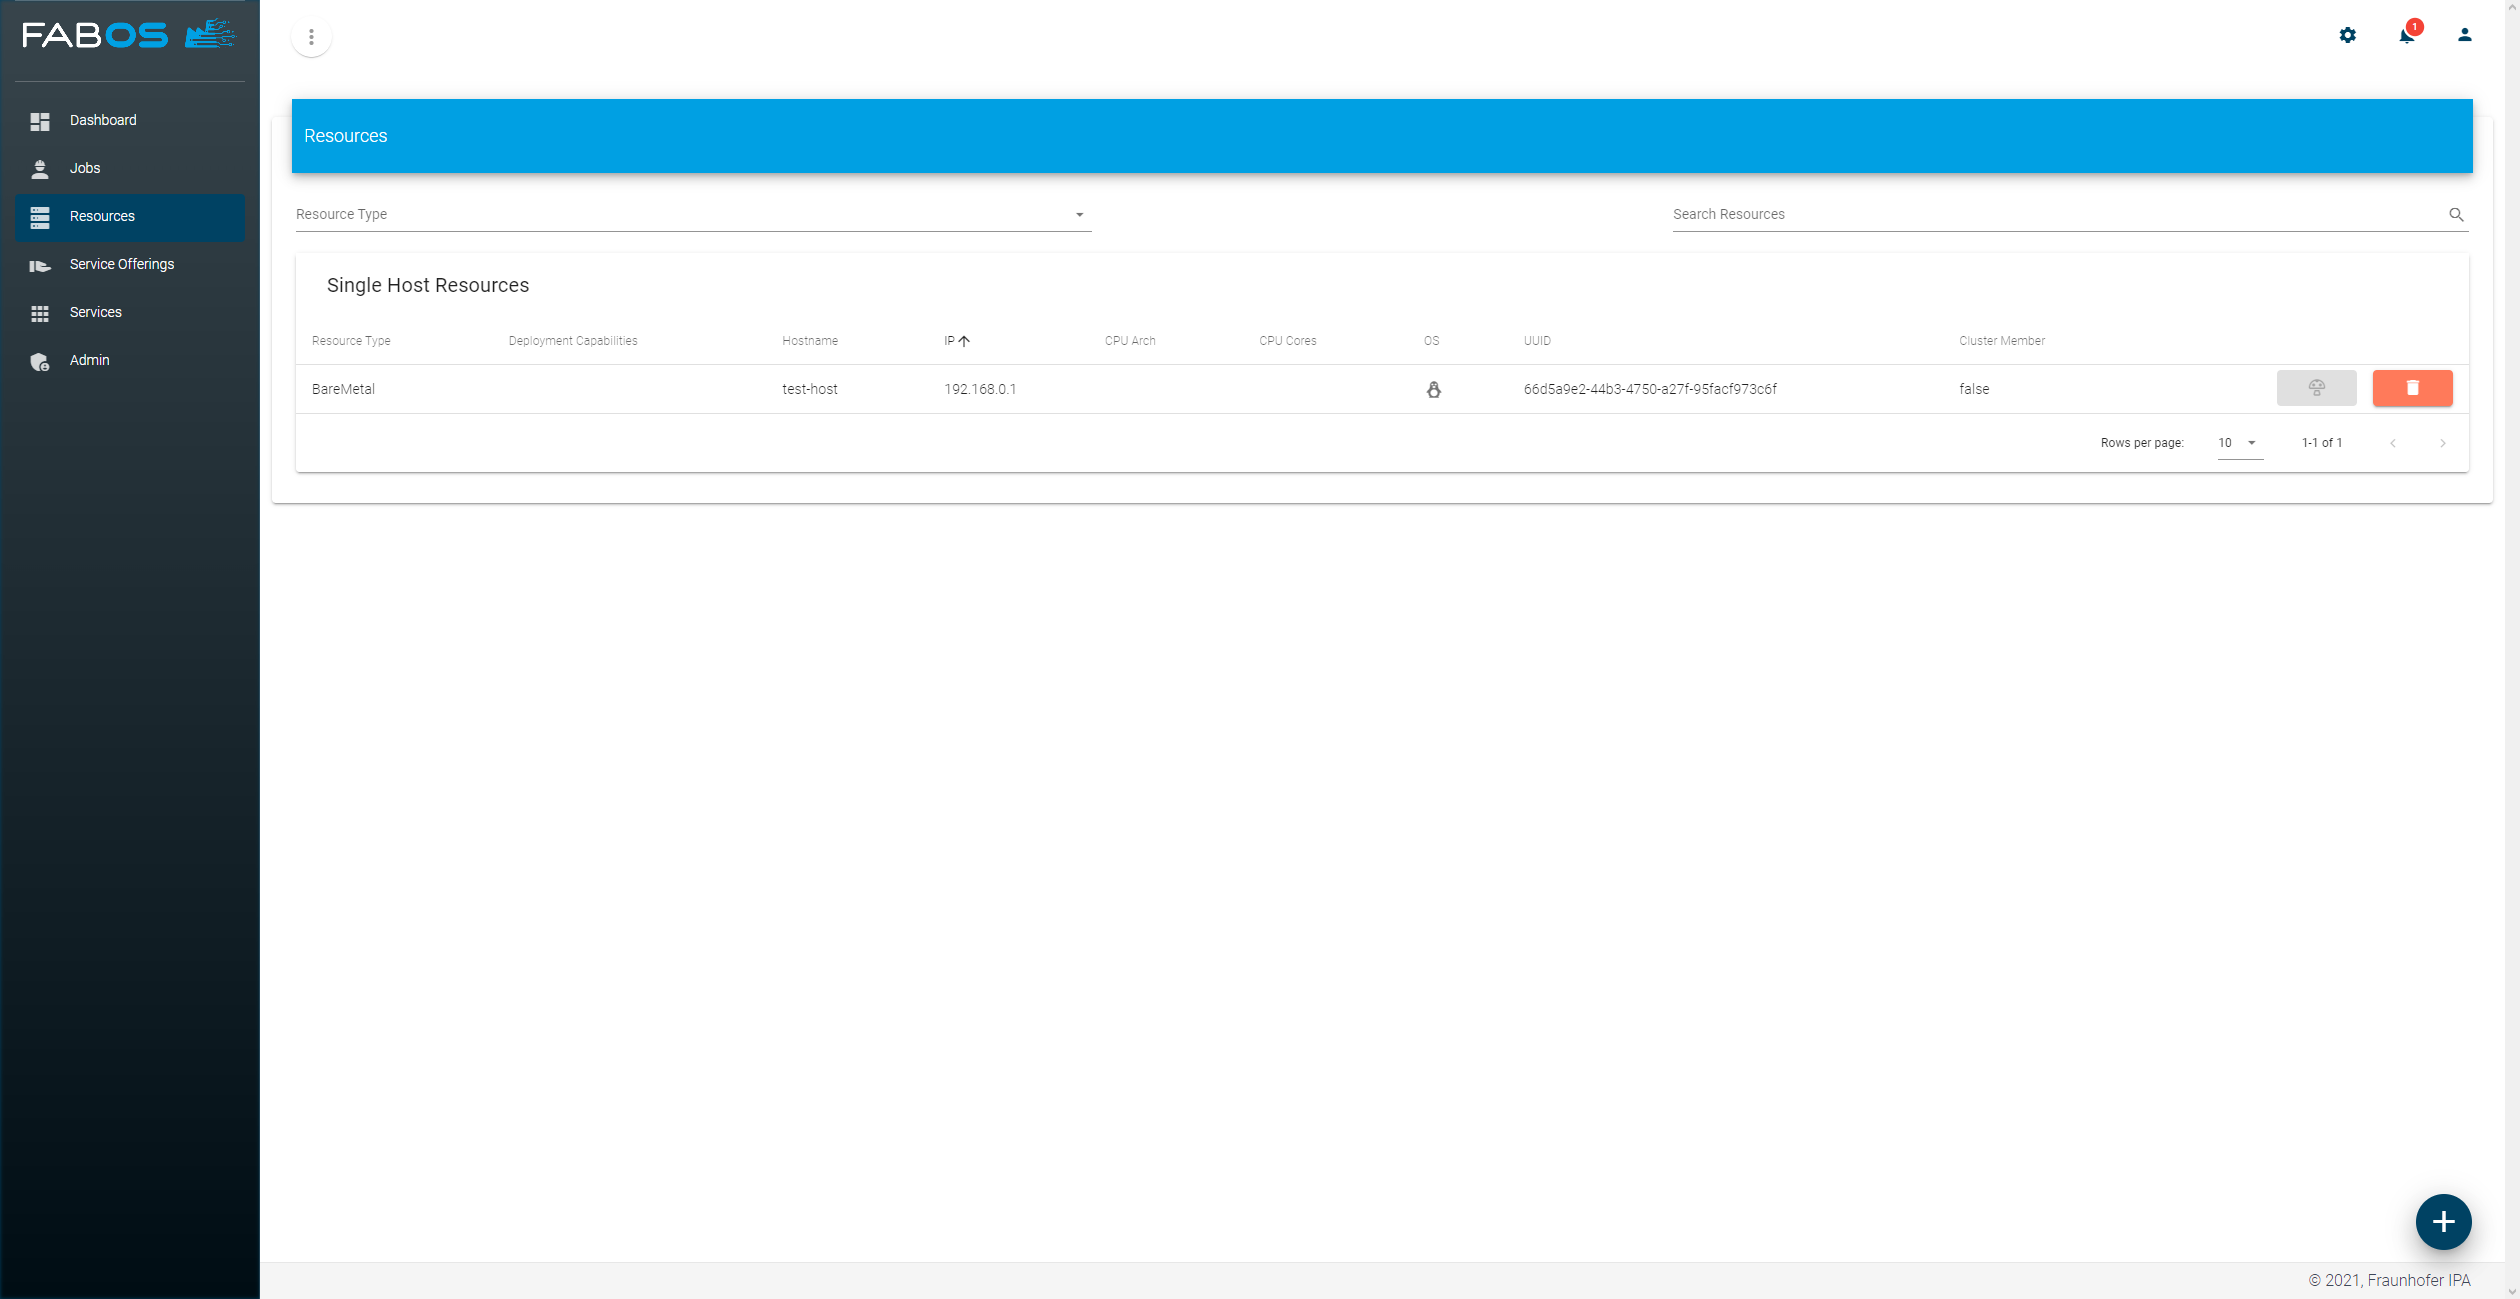 FABOS
1
Dashboard
Jobs
Resources
Service Offerings
Services
Admin
Resources
Resource Type
Search Resources
Single Host Resources
Resource Type Deployment Capabilities Hostname IP CPU Arch CPU Cores OS UUID Cluster Member
BareMetal test-host 192.168.0.1 66d5a9e2-44b3-4750-a27f-95facf973c6f false
Rows per page: 10 1-1 of 1
© 2021, Fraunhofer IPA